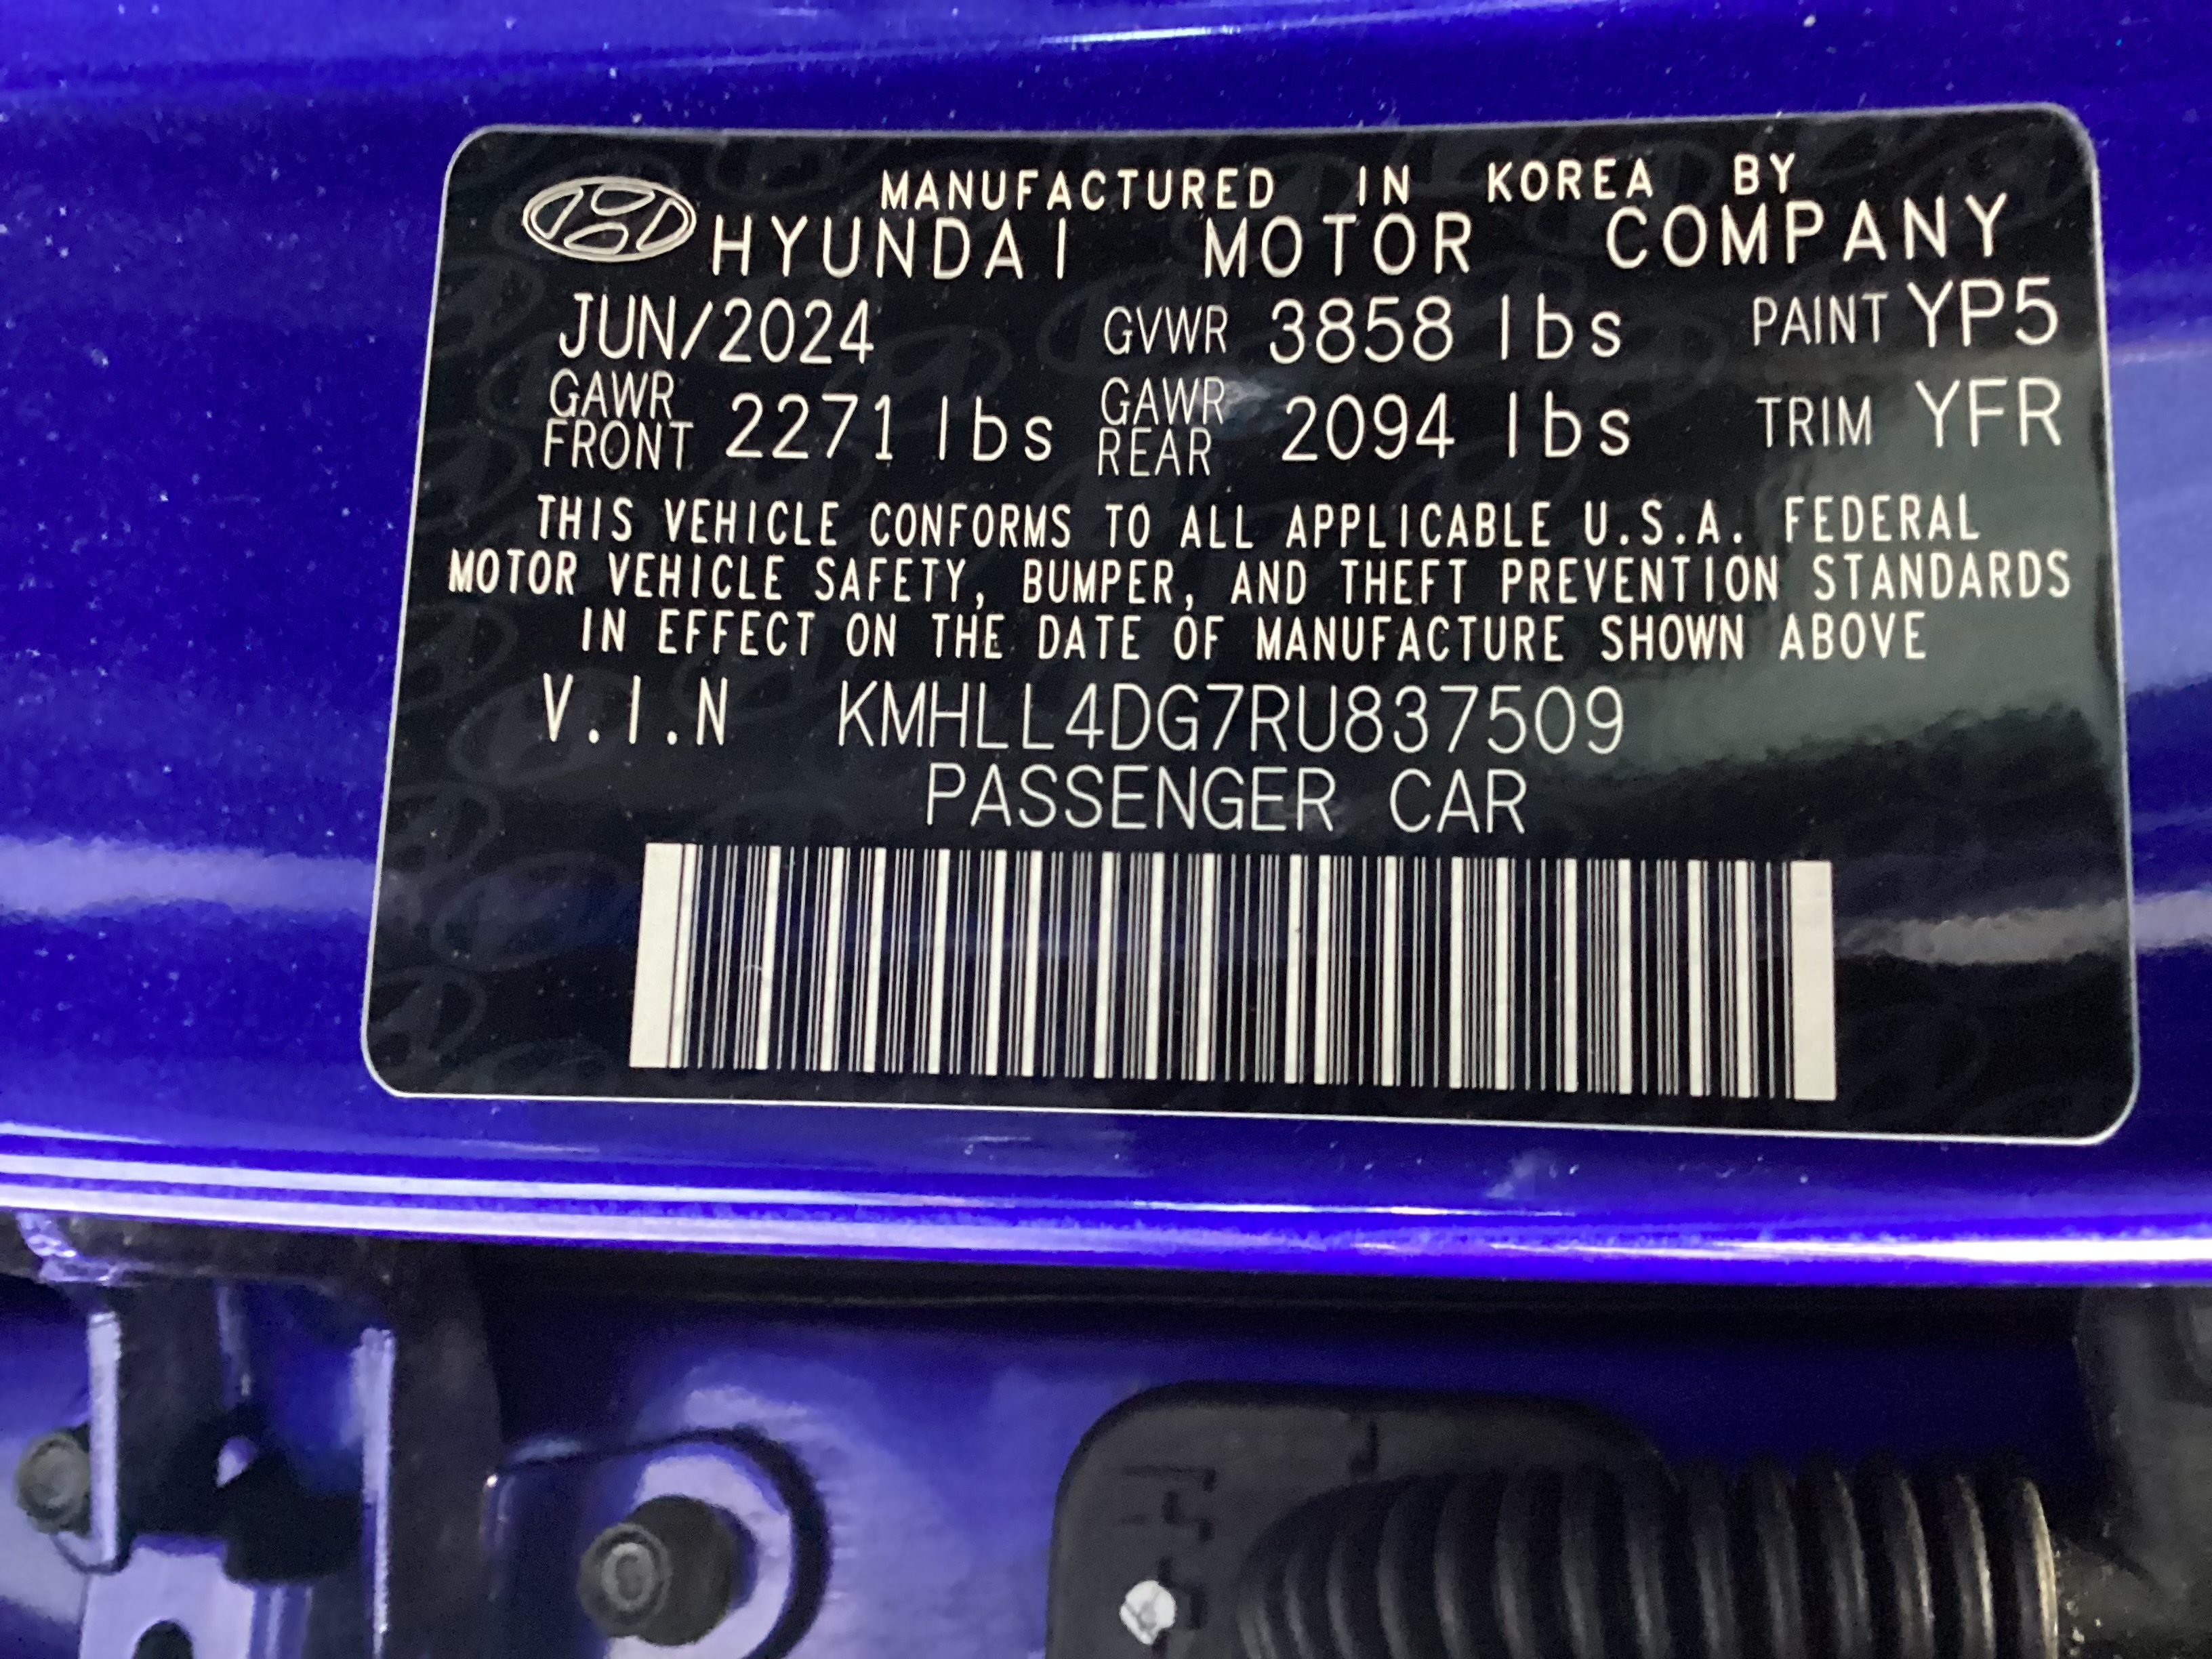 MANUFACTURED IN KOREA BY
HYUNDAI MOTOR COMPANY
JUN/2024 GVWR 3858 lbs PAINT YP5
GAWR FRONT 2271 lbs GAWR REAR 2094 lbs TRIM YFR
THIS VEHICLE CONFORMS TO ALL APPLICABLE U.S.A. FEDERAL
MOTOR VEHICLE SAFETY, BUMPER, AND THEFT PREVENTION STANDARDS
IN EFFECT ON THE DATE OF MANUFACTURE SHOWN ABOVE
V.I.N KMHLL4DG7RU837509
PASSENGER CAR